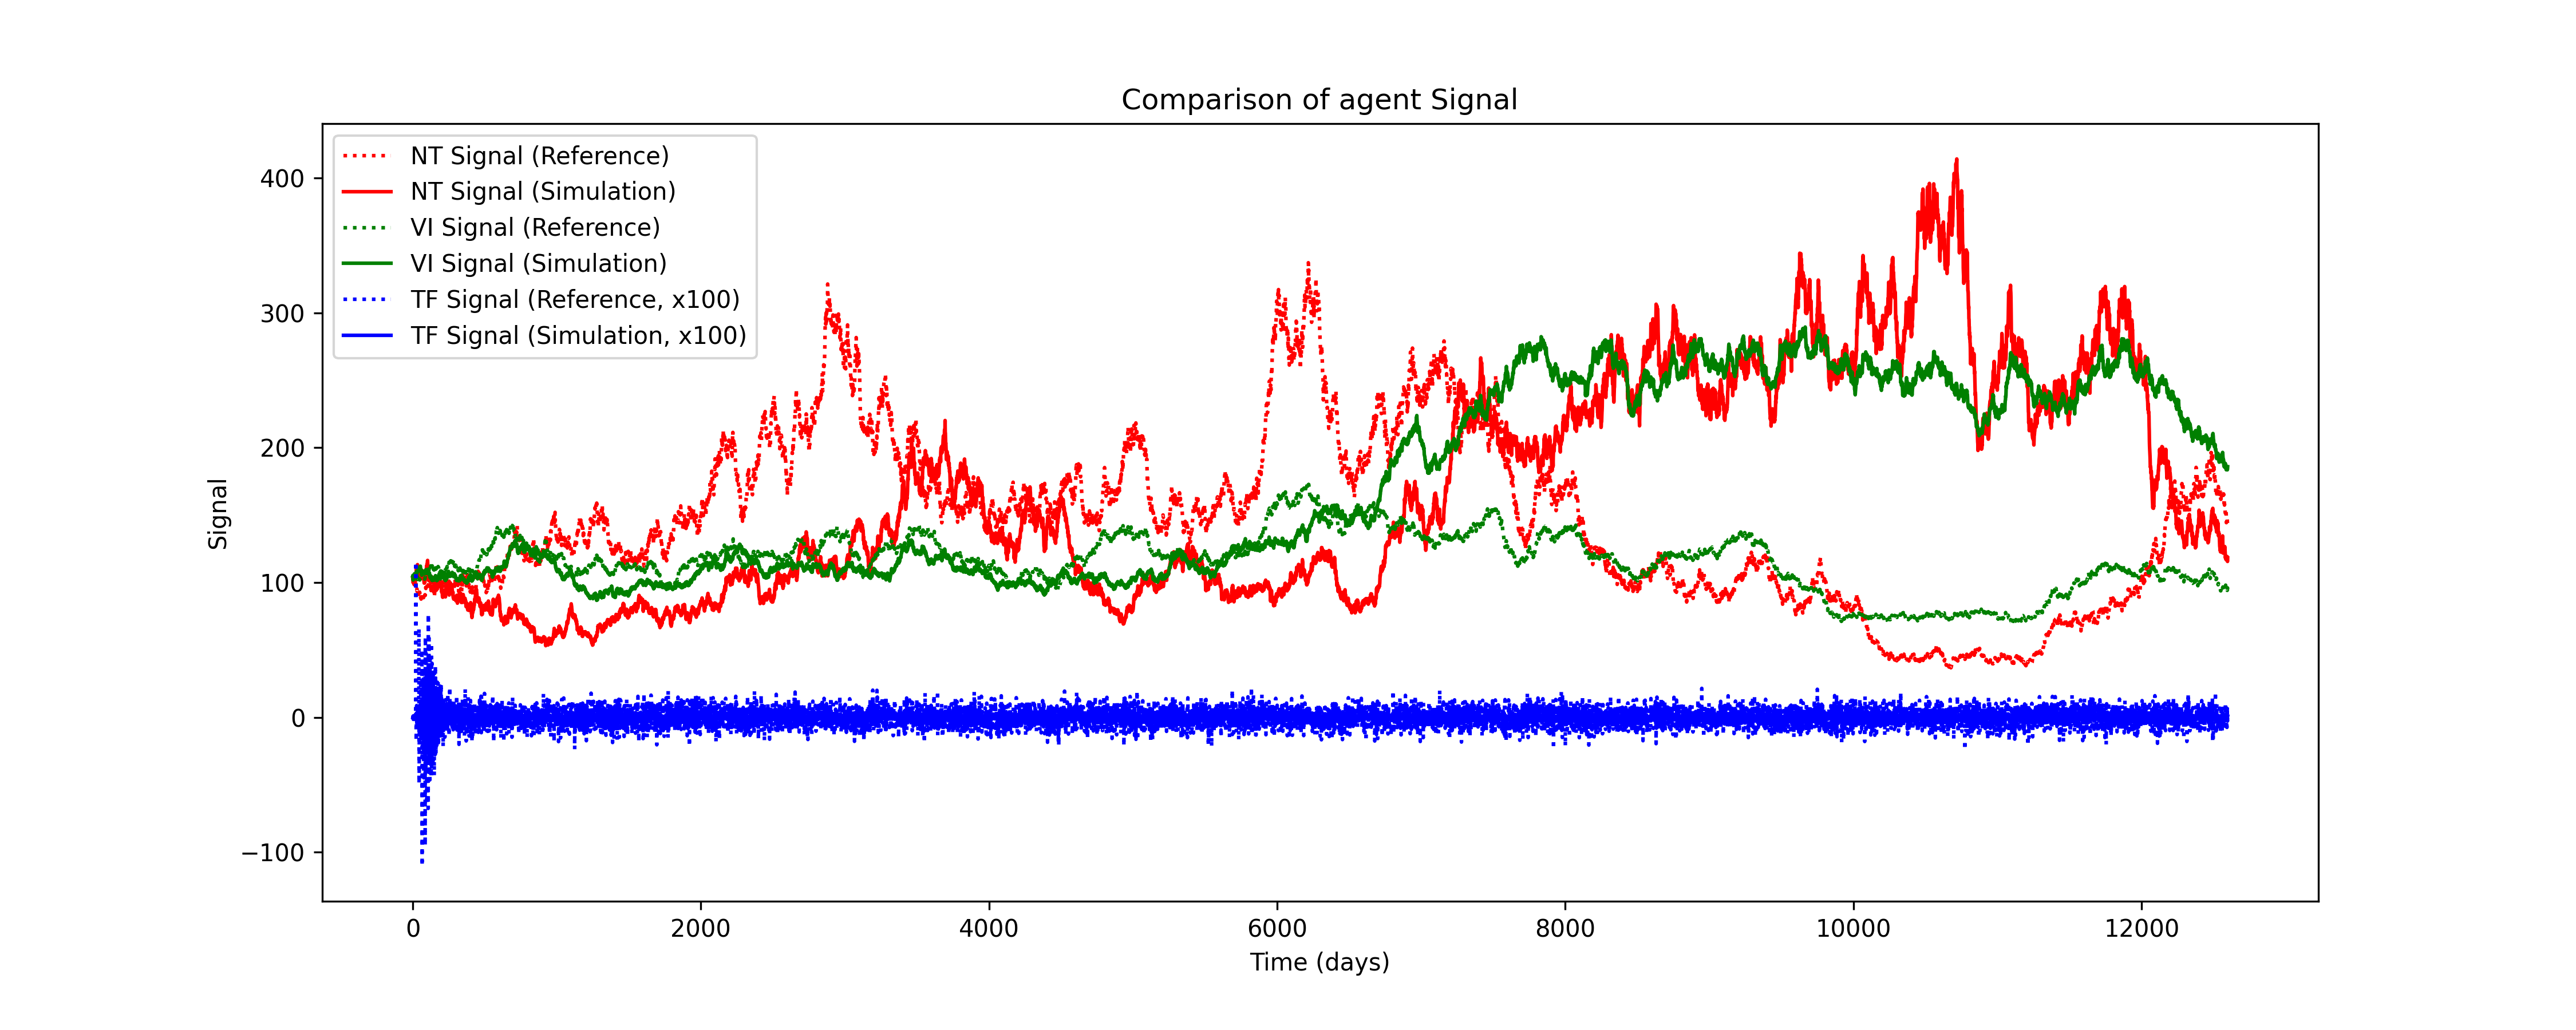 Comparison of agent Signal
NT Signal (Reference)
NT Signal (Simulation)
VI Signal (Reference)
VI Signal (Simulation)
TF Signal (Reference, x100)
TF Signal (Simulation, x100)
Signal
400
300
200
100
0
−100
0 2000 4000 6000 8000 10000 12000
Time (days)